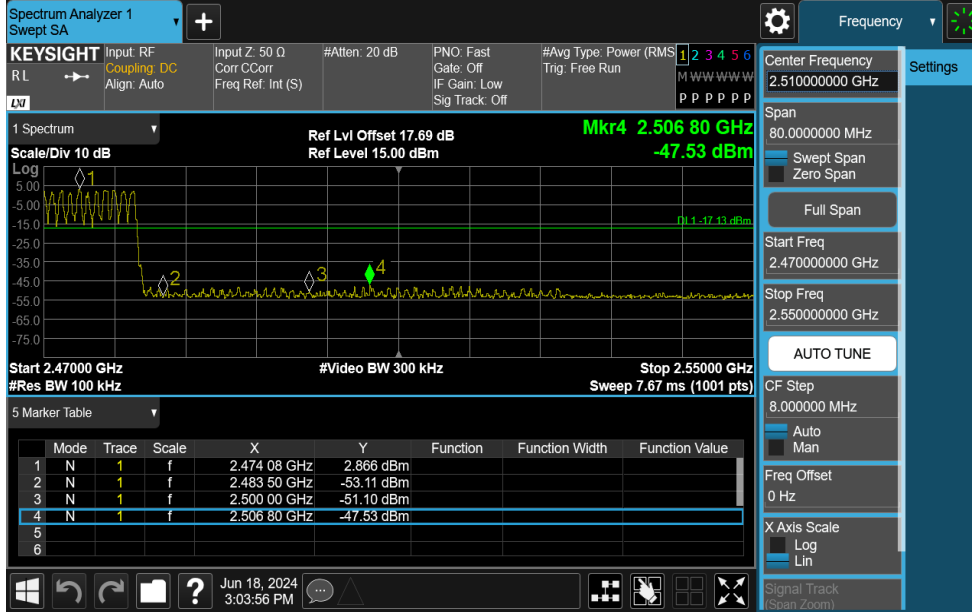 Spectrum Analyzer 1
Swept SA
+
Frequency
KEYSIGHT
R L
LXI
Input: RF
Coupling: DC
Align: Auto
Input Z: 50 Ω
Corr CCorr
Freq Ref: Int (S)
#Atten: 20 dB
PNO: Fast
Gate: Off
IF Gain: Low
Sig Track: Off
#Avg Type: Power (RMS
Trig: Free Run
1 2 3 4 5 6
M W W W W W
P P P P P P
1 Spectrum
Scale/Div 10 dB
Ref Lvl Offset 17.69 dB
Ref Level 15.00 dBm
Mkr4 2.506 80 GHz
-47.53 dBm
Log
5.00
-5.00
-15.0
-25.0
-35.0
-45.0
-55.0
-65.0
-75.0
1
2
3
4
DL1 -17.13 dBm
Start 2.47000 GHz
#Res BW 100 kHz
#Video BW 300 kHz
Stop 2.55000 GHz
Sweep 7.67 ms (1001 pts)
5 Marker Table
Mode Trace Scale X Y Function Function Width Function Value
1 N 1 f 2.474 08 GHz 2.866 dBm
2 N 1 f 2.483 50 GHz -53.11 dBm
3 N 1 f 2.500 00 GHz -51.10 dBm
4 N 1 f 2.506 80 GHz -47.53 dBm
5
6
?
Jun 18, 2024
3:03:56 PM
Center Frequency
2.510000000 GHz
Settings
Span
80.0000000 MHz
Swept Span
Zero Span
Full Span
Start Freq
2.470000000 GHz
Stop Freq
2.550000000 GHz
AUTO TUNE
CF Step
8.000000 MHz
Auto
Man
Freq Offset
0 Hz
X Axis Scale
Log
Lin
Signal Track
(Span Zoom)